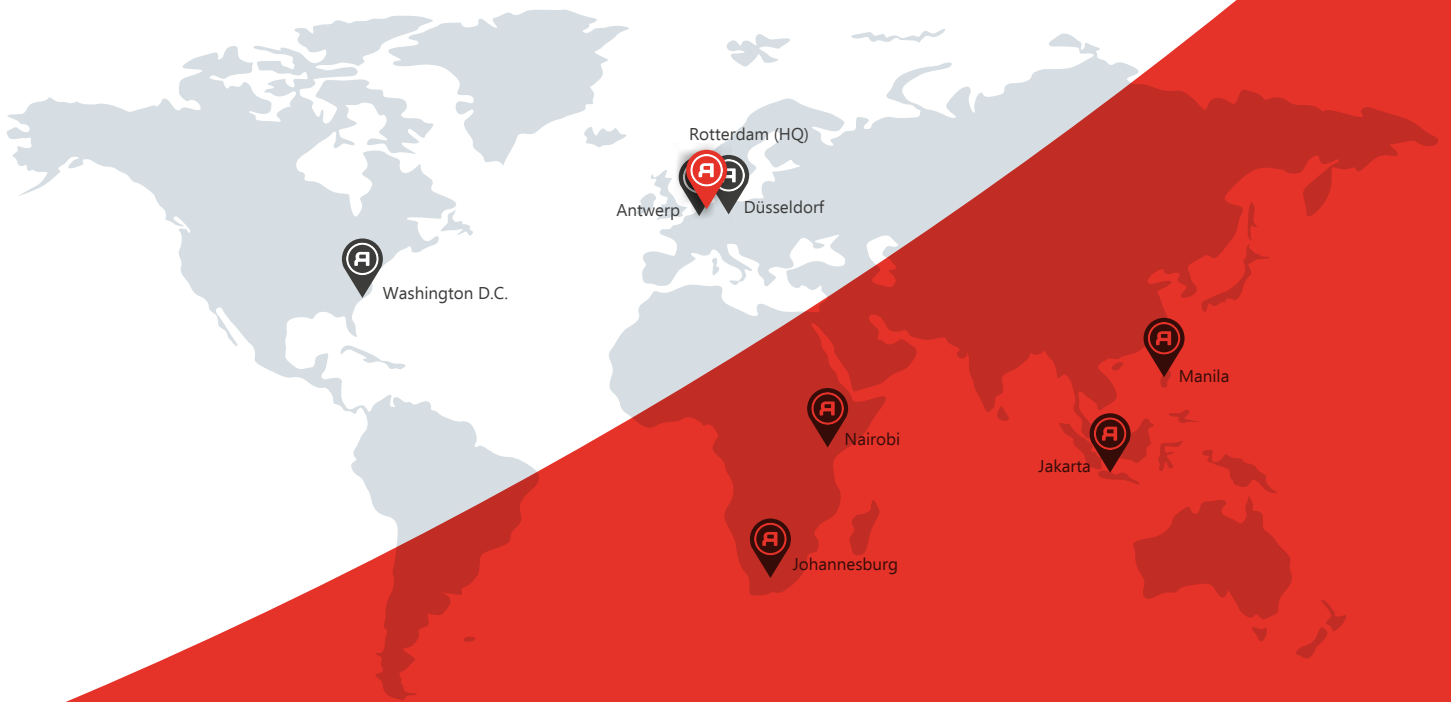 Rotterdam (HQ)
Antwerp
Düsseldorf
Washington D.C.
Manila
Nairobi
Jakarta
Johannesburg